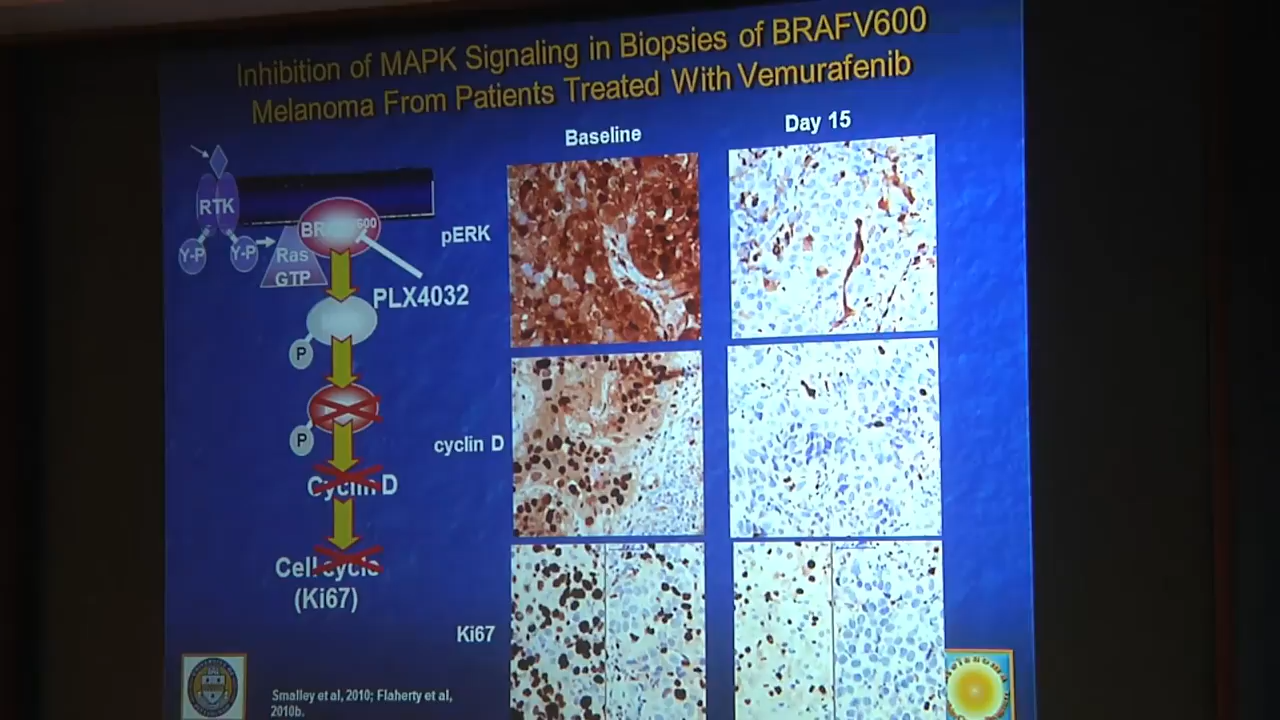 Inhibition of MAPK Signaling in Biopsies of BRAFV600
Melanoma From Patients Treated With Vemurafenib
Baseline
Day 15
RTK
Y-P
Y-P
Ras
GTP
pERK
PLX4032
P
P
cyclin D
Cyclin D
Cell cycle
(Ki67)
Ki67
Smalley et al, 2010; Flaherty et al,
2010b.